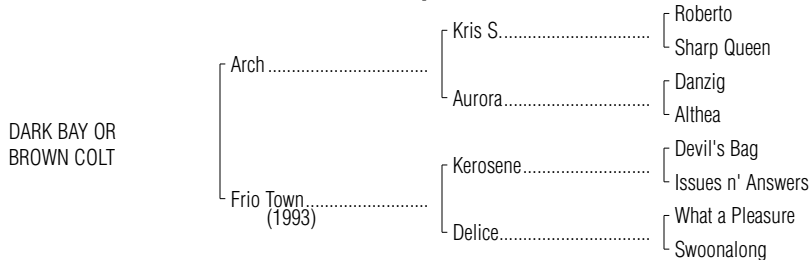 Roberto
Kris S.
Sharp Queen
Arch
Danzig
Aurora
Althea
DARK BAY OR
BROWN COLT
Devil's Bag
Kerosene
Issues n' Answers
Frio Town
(1993)
What a Pleasure
Delice
Swoonalong